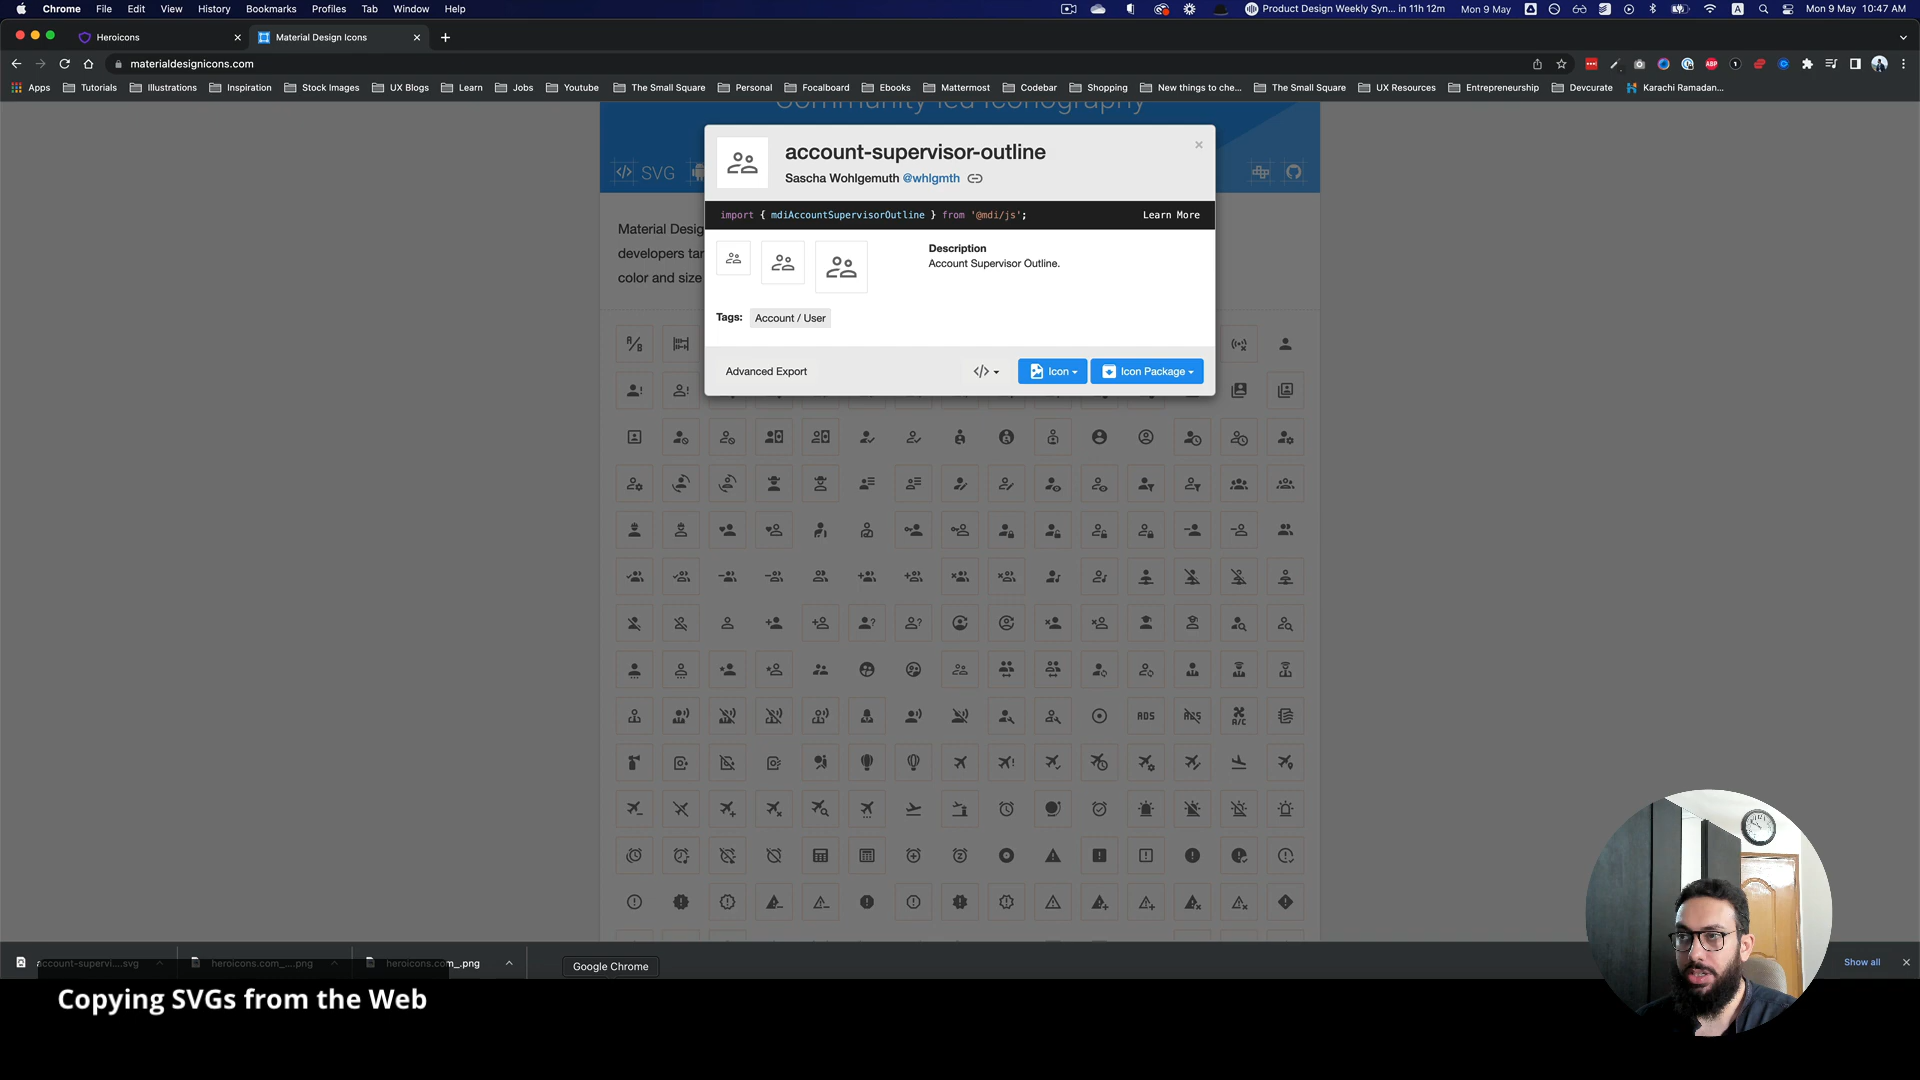 Chrome File Edit View History Bookmarks Profiles Tab Window Help Product Design Weekly Syn... in 11h 12m Mon 9 May Mon 9 May 10:47 AM
Heroicons Material Design Icons
materialdesignicons.com
Apps Tutorials Illustrations Inspiration Stock Images UX Blogs Learn Jobs Youtube The Small Square Personal Focalboard Ebooks Mattermost Codebar Shopping New things to che... The Small Square UX Resources Entrepreneurship Devcurate Karachi Ramadan...
Community-led Iconography
SVG
account-supervisor-outline
×
Sascha Wohlgemuth @whlgmth
import { mdiAccountSupervisorOutline } from '@mdi/js'; Learn More
Material Desig
developers tar
color and size
Description
Account Supervisor Outline.
Tags: Account / User
Advanced Export </> Icon Icon Package
ADS
A/C
account-supervi....svg heroicons.com_....png heroicons.com_.png Google Chrome Show all
Copying SVGs from the Web